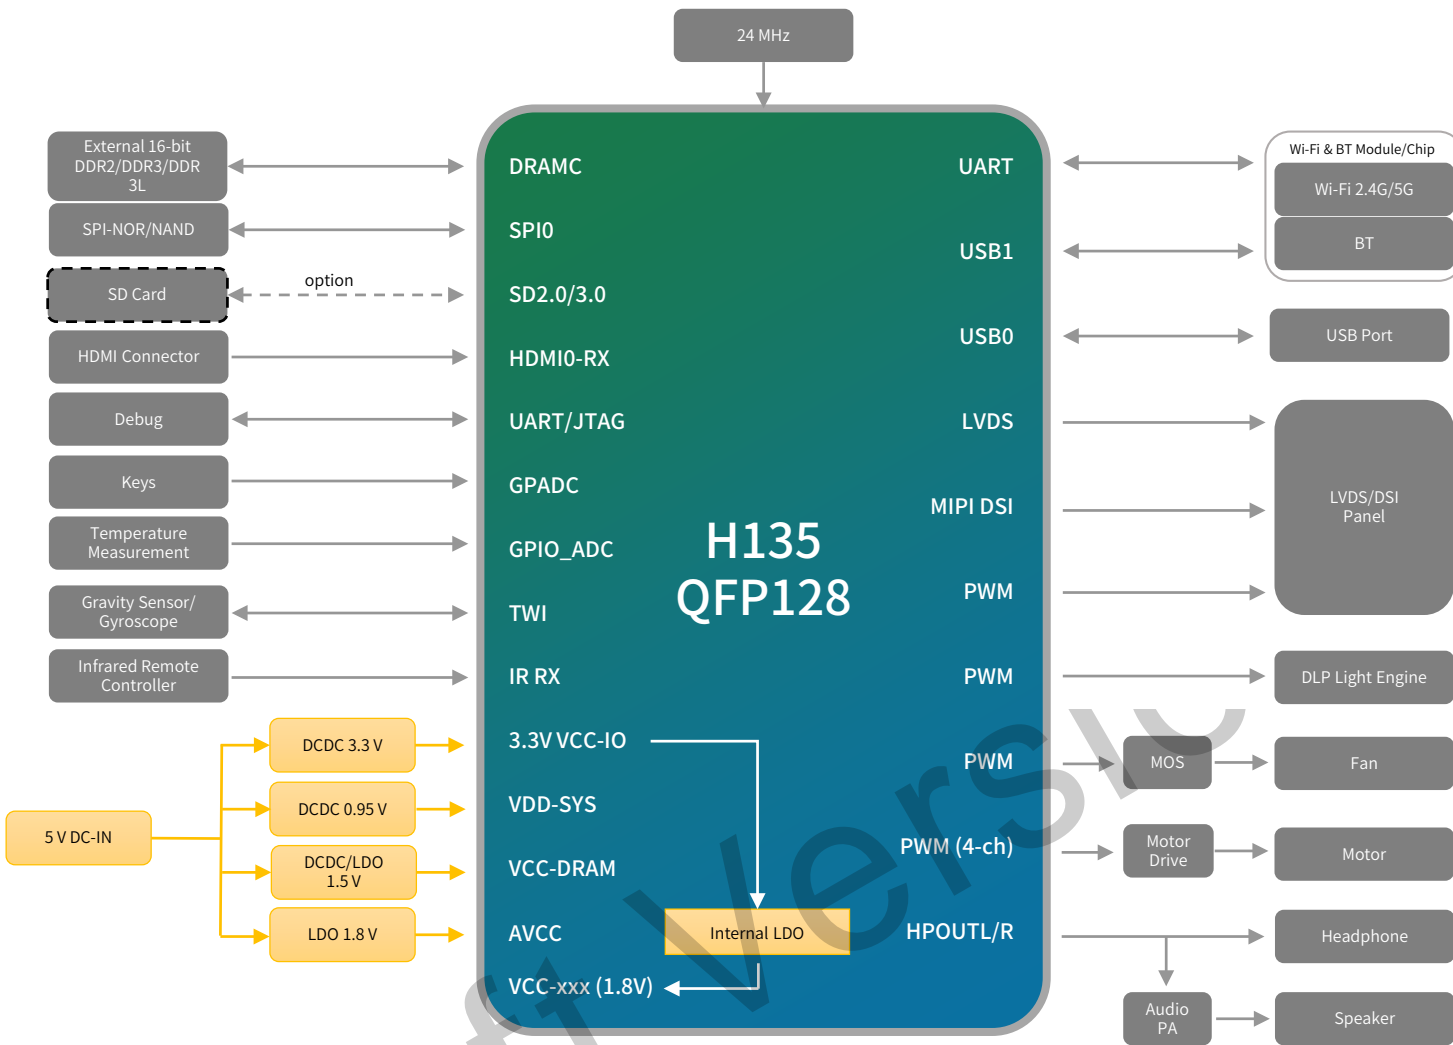 24 MHz
External 16-bit
DDR2/DDR3/DDR
3L
SPI-NOR/NAND
SD Card
option
HDMI Connector
Debug
Keys
Temperature
Measurement
Gravity Sensor/
Gyroscope
Infrared Remote
Controller
5 V DC-IN
DCDC 3.3 V
DCDC 0.95 V
DCDC/LDO
1.5 V
LDO 1.8 V
DRAMC
SPI0
SD2.0/3.0
HDMI0-RX
UART/JTAG
GPADC
GPIO_ADC
TWI
IR RX
3.3V VCC-IO
VDD-SYS
VCC-DRAM
AVCC
VCC-xxx (1.8V)
H135
QFP128
Internal LDO
UART
USB1
USB0
LVDS
MIPI DSI
PWM
PWM
PWM
PWM (4-ch)
HPOUTL/R
Wi-Fi & BT Module/Chip
Wi-Fi 2.4G/5G
BT
USB Port
LVDS/DSI
Panel
DLP Light Engine
MOS
Fan
Motor
Drive
Motor
Headphone
Audio
PA
Speaker
ft Versio